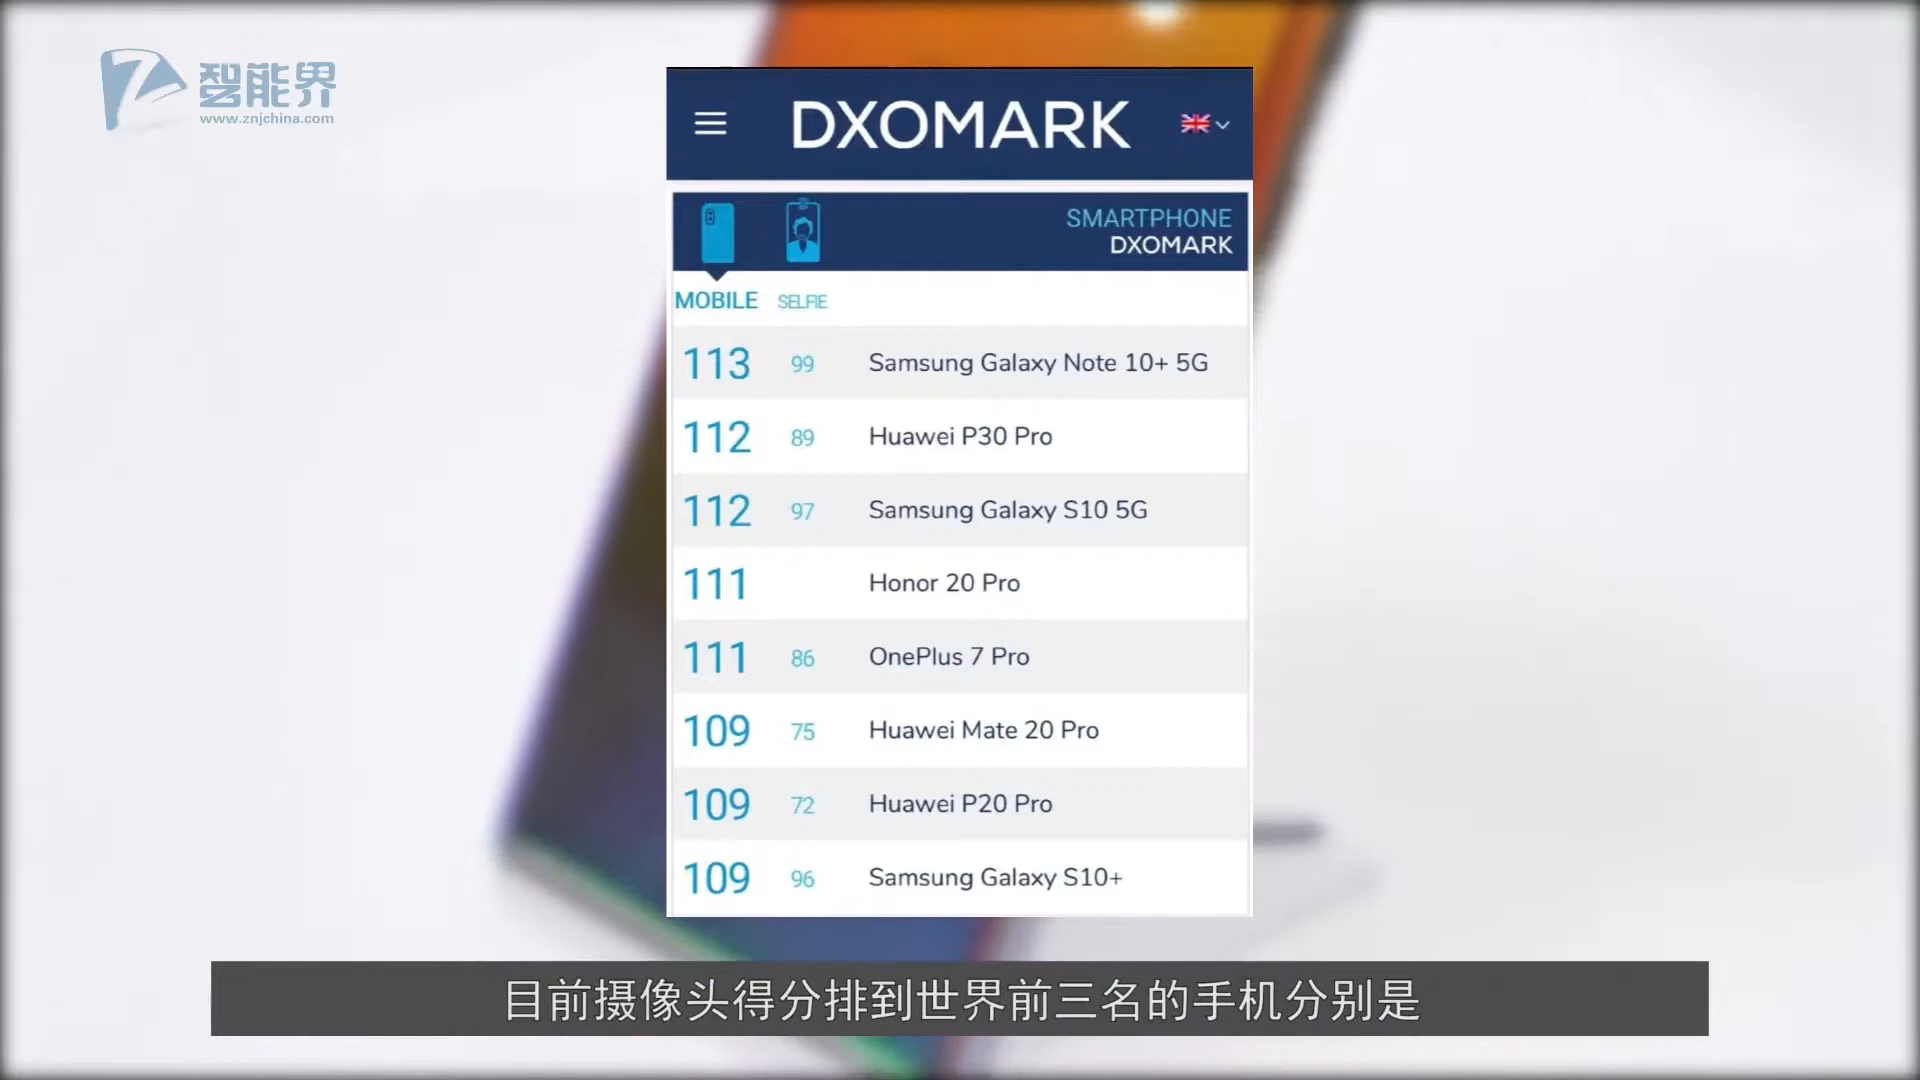 智能界
www.znjchina.com
DXOMARK
SMARTPHONE
DXOMARK
MOBILE SELFIE
113 99 Samsung Galaxy Note 10+ 5G
112 89 Huawei P30 Pro
112 97 Samsung Galaxy S10 5G
111 Honor 20 Pro
111 86 OnePlus 7 Pro
109 75 Huawei Mate 20 Pro
109 72 Huawei P20 Pro
109 96 Samsung Galaxy S10+
目前摄像头得分排到世界前三名的手机分别是